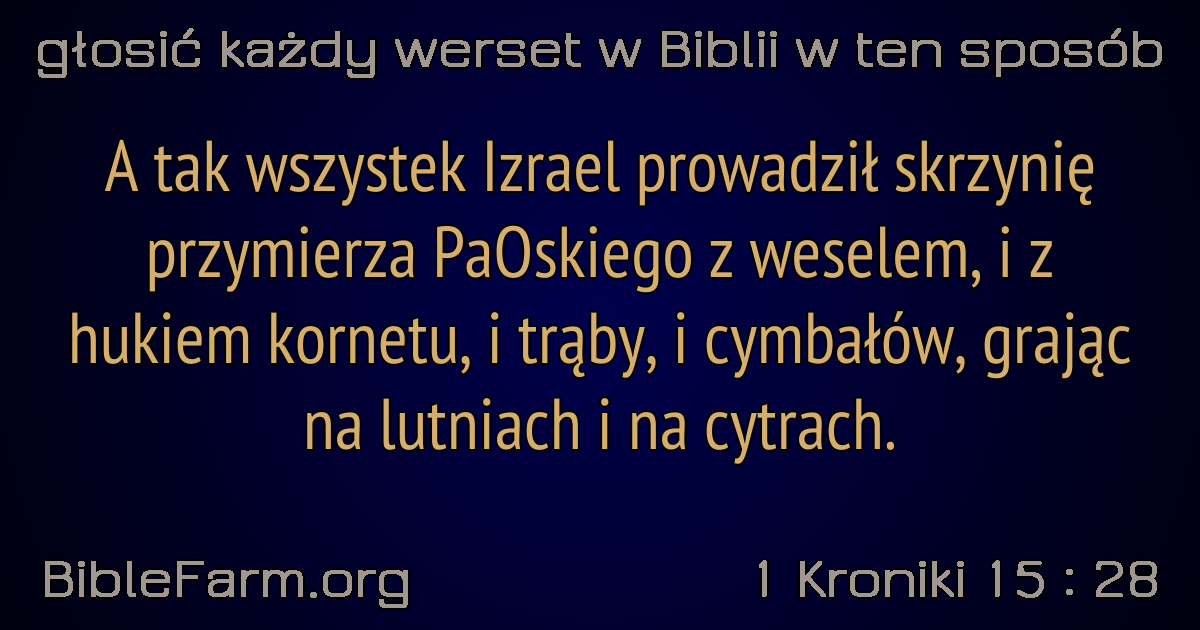 głosić każdy werset w Biblii w ten sposób
A tak wszystek Izrael prowadził skrzynię
przymierza PaOskiego z weselem, i z
hukiem kornetu, i trąby, i cymbałów, grając
na lutniach i na cytrach.
BibleFarm.org
1 Kroniki 15 : 28